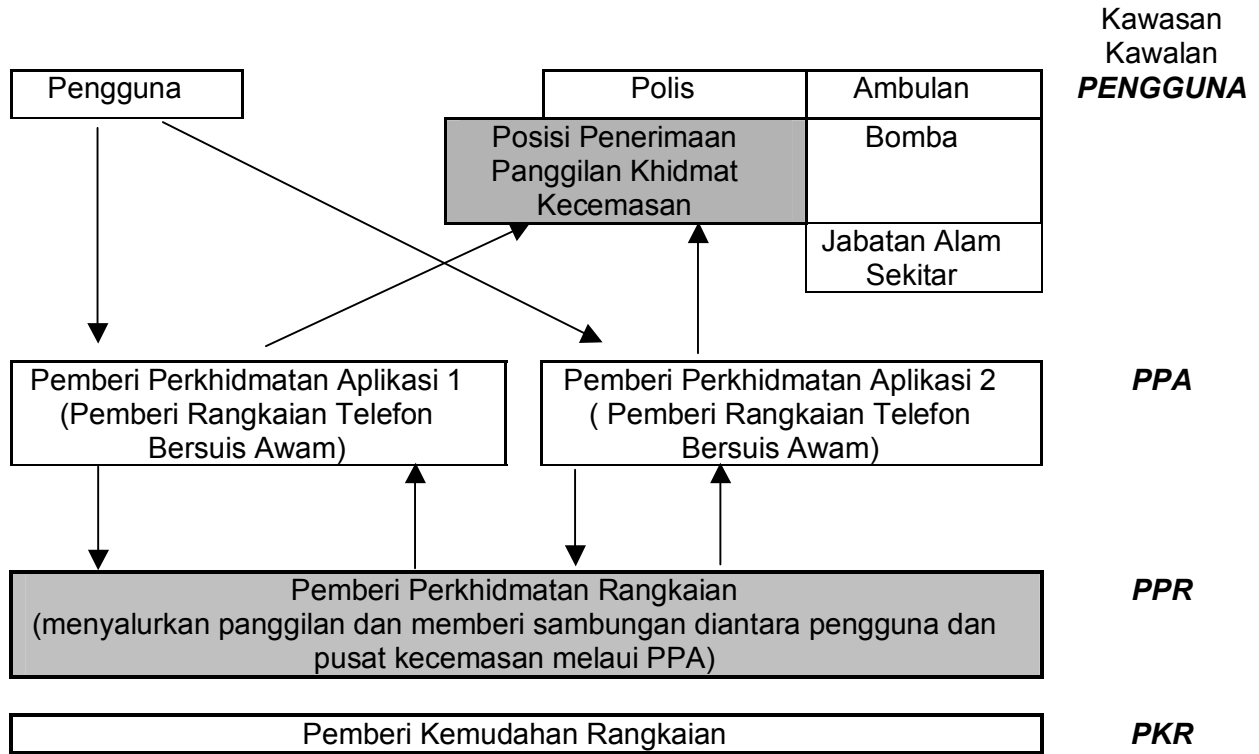 Kawasan
Kawalan
PENGGUNA
Pengguna
Polis
Ambulan
Posisi Penerimaan
Panggilan Khidmat
Kecemasan
Bomba
Jabatan Alam
Sekitar
Pemberi Perkhidmatan Aplikasi 1
(Pemberi Rangkaian Telefon
Bersuis Awam)
Pemberi Perkhidmatan Aplikasi 2
( Pemberi Rangkaian Telefon
Bersuis Awam)
PPA
Pemberi Perkhidmatan Rangkaian
(menyalurkan panggilan dan memberi sambungan diantara pengguna dan
pusat kecemasan melaui PPA)
PPR
Pemberi Kemudahan Rangkaian
PKR